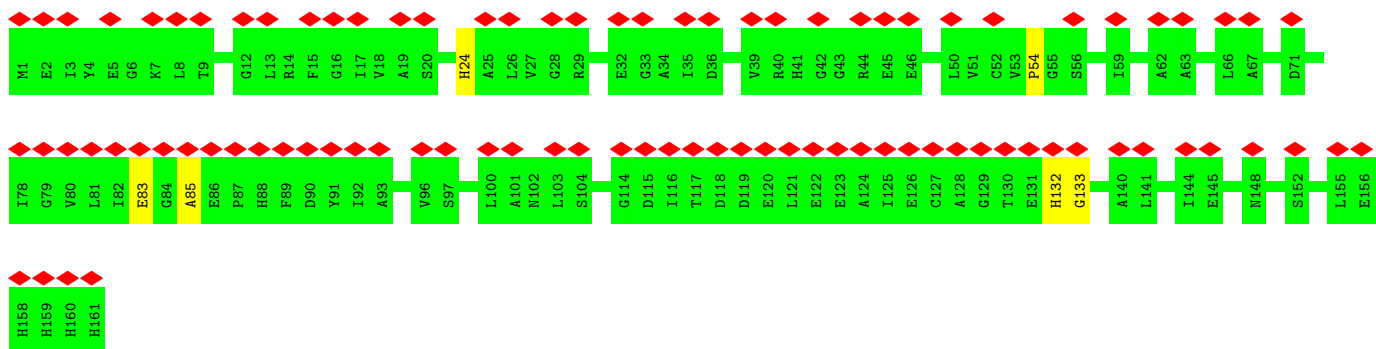 M1 E2 I3 Y4 E5 G6 K7 L8 T9 G12 L13 R14 F15 G16 I17 V18 A19 S20 H24 A25 L26 V27 G28 R29 E32 G33 A34 I35 D36 V39 R40 H41 G42 G43 R44 E45 E46 L50 V51 C52 V53 P54 G55 S56 I59 A62 A63 L66 A67 D71
I78 G79 V80 L81 I82 E83 G84 A85 E86 P87 H88 F89 D90 Y91 I92 A93 V96 S97 L100 A101 N102 L103 S104 G114 D115 I116 T117 D118 D119 E120 L121 E122 E123 A124 I125 E126 C127 A128 G129 T130 E131 H132 G133 A140 L141 I144 E145 N148 S152 L155 E156
H158 H159 H160 H161